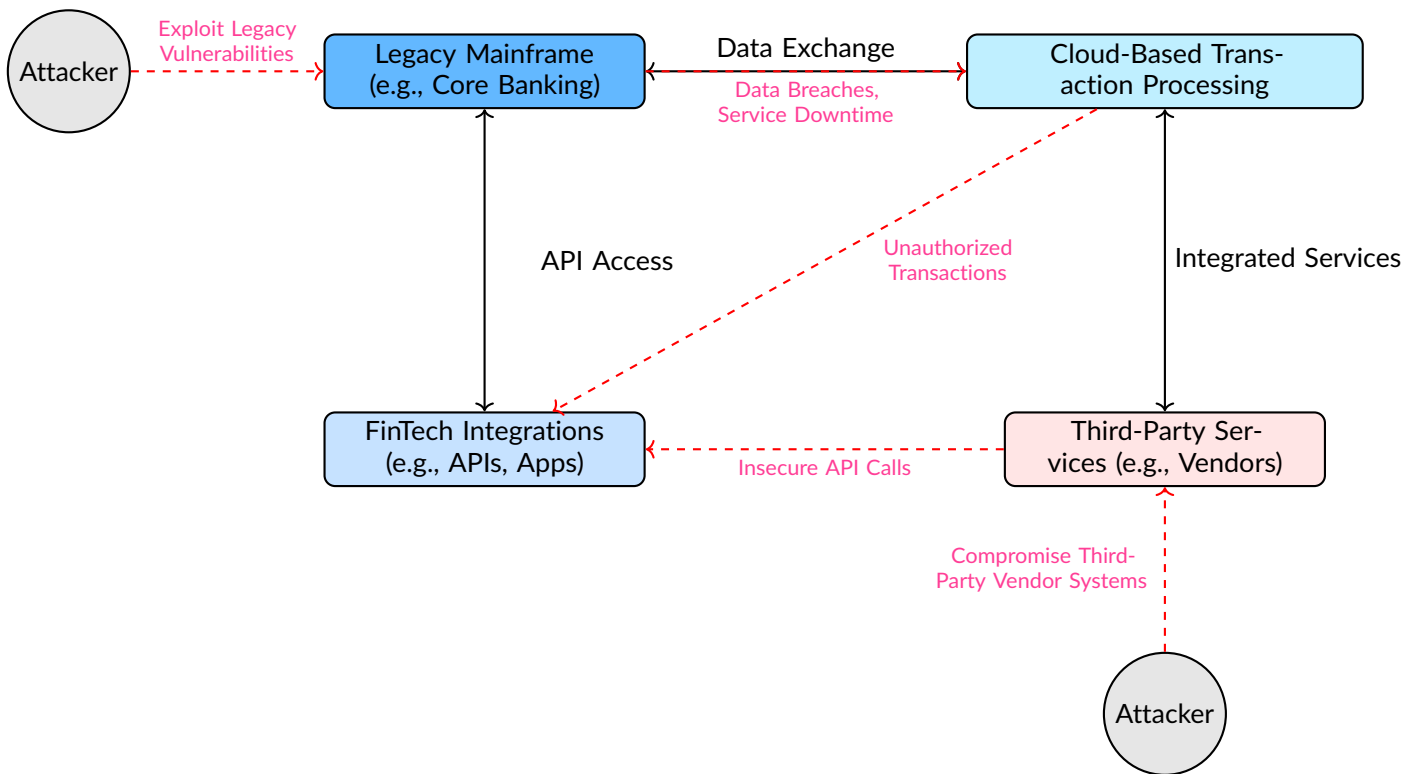 Attacker
Exploit Legacy
Vulnerabilities
Legacy Mainframe
(e.g., Core Banking)
Data Exchange
Data Breaches,
Service Downtime
Cloud-Based Trans-
action Processing
API Access
Unauthorized
Transactions
Integrated Services
FinTech Integrations
(e.g., APIs, Apps)
Insecure API Calls
Third-Party Ser-
vices (e.g., Vendors)
Compromise Third-
Party Vendor Systems
Attacker